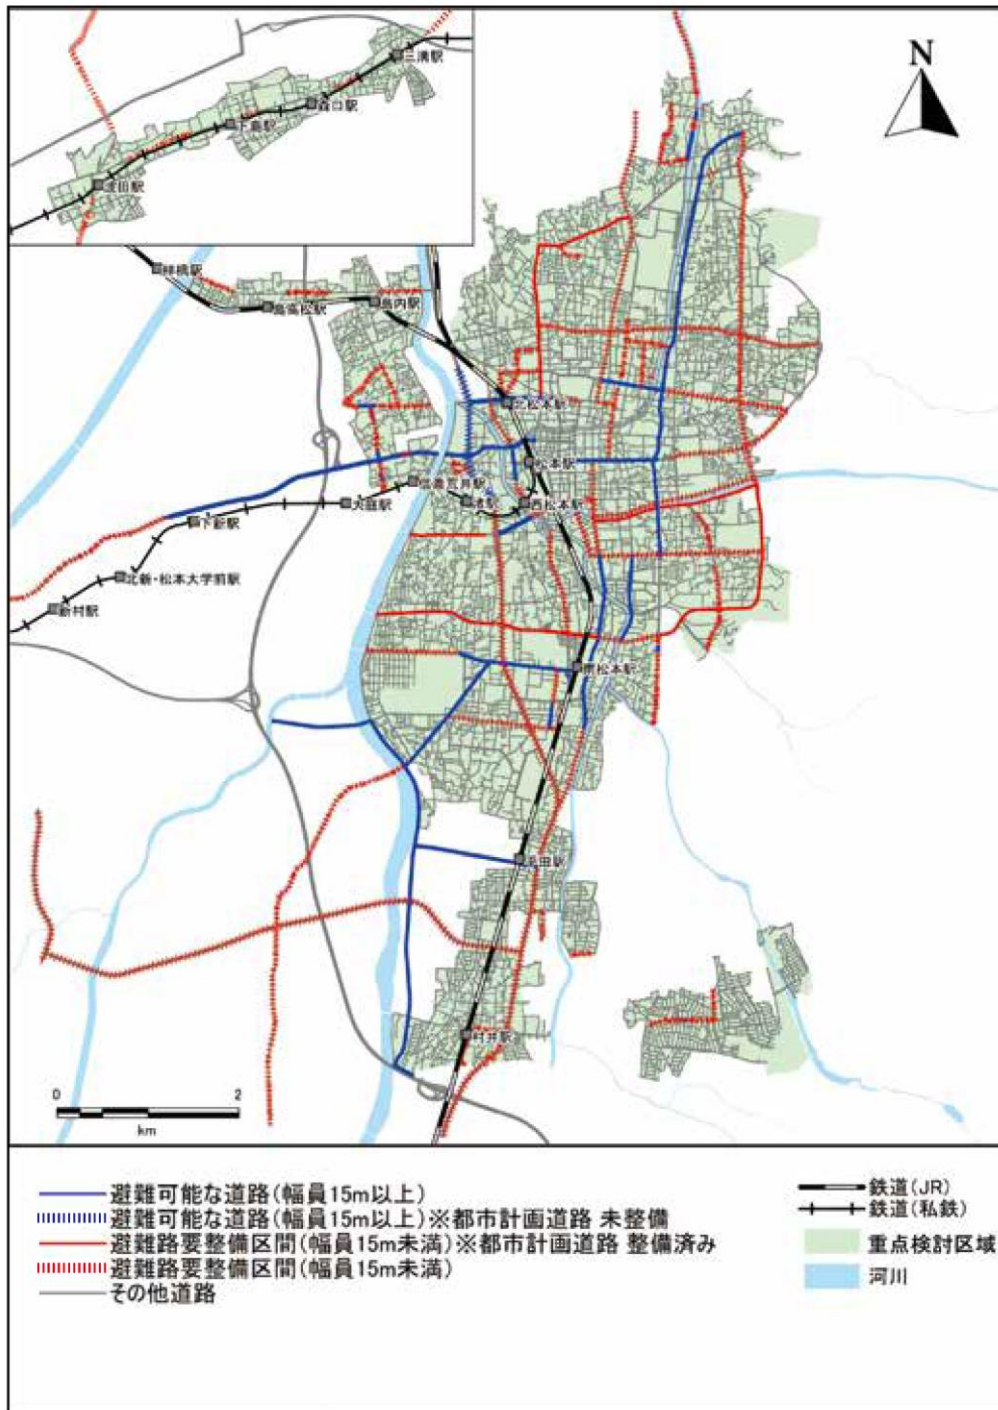 三溝駅
森口駅
下島駅
波田駅
N
梓橋駅
島高松駅
島内駅
北松本駅
松本駅
信濃荒井駅
渚駅
西松本駅
大庭駅
下新駅
北新・松本大学前駅
新村駅
南松本駅
平田駅
村井駅
0 2
km
避難可能な道路(幅員15m以上)
避難可能な道路(幅員15m以上)※都市計画道路 未整備
避難路要整備区間(幅員15m未満)※都市計画道路 整備済み
避難路要整備区間(幅員15m未満)
その他道路
鉄道(JR)
鉄道(私鉄)
重点検討区域
河川